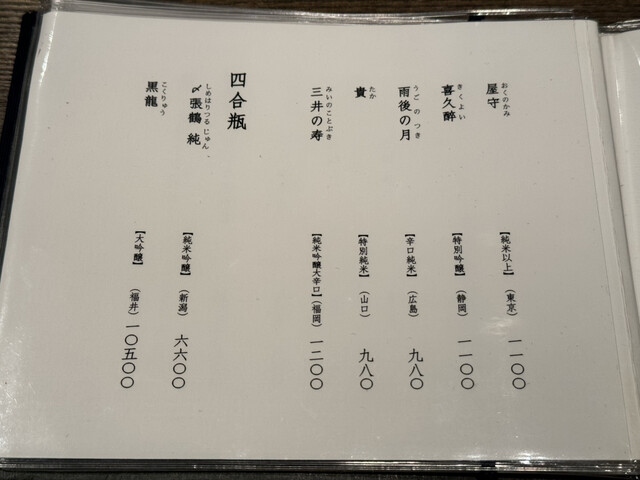 屋守 おくのかみ 【純米以上】（東京）一一〇〇
喜久醉 きくよい 【特別吟醸】（静岡）一一〇〇
雨後の月 うごのつき 【辛口純米】（広島）九八〇
貴 たか 【特別純米】（山口）九八〇
三井の寿 みいのことぶき 【純米吟醸大辛口】（福岡）一二〇〇
四合瓶
〆張鶴 純 しめはりつる じゅん 【純米吟醸】（新潟）六六〇〇
黒龍 こくりゅう 【大吟醸】（福井）一〇五〇〇